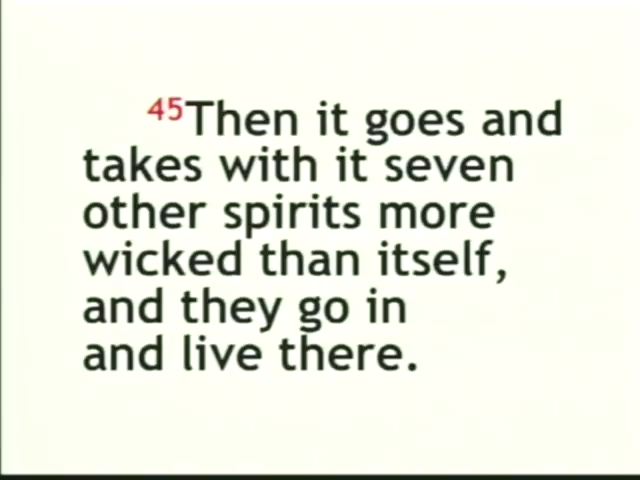 45Then it goes and
takes with it seven
other spirits more
wicked than itself,
and they go in
and live there.